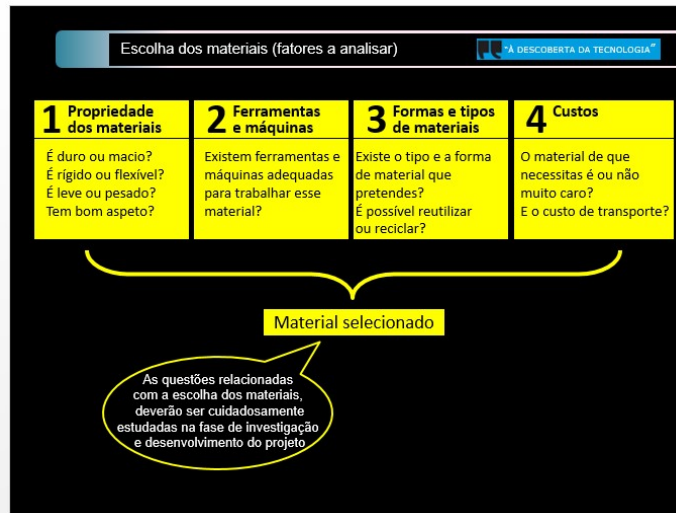 Escolha dos materiais (fatores a analisar)
"À DESCOBERTA DA TECNOLOGIA"
1 Propriedade
dos materiais
É duro ou macio?
É rígido ou flexível?
É leve ou pesado?
Tem bom aspeto?
2 Ferramentas
e máquinas
Existem ferramentas e
máquinas adequadas
para trabalhar esse
material?
3 Formas e tipos
de materiais
Existe o tipo e a forma
de material que
pretendes?
É possível reutilizar
ou reciclar?
4 Custos
O material de que
necessitas é ou não
muito caro?
E o custo de transporte?
Material selecionado
As questões relacionadas
com a escolha dos materiais,
deverão ser cuidadosamente
estudadas na fase de investigação
e desenvolvimento do projeto